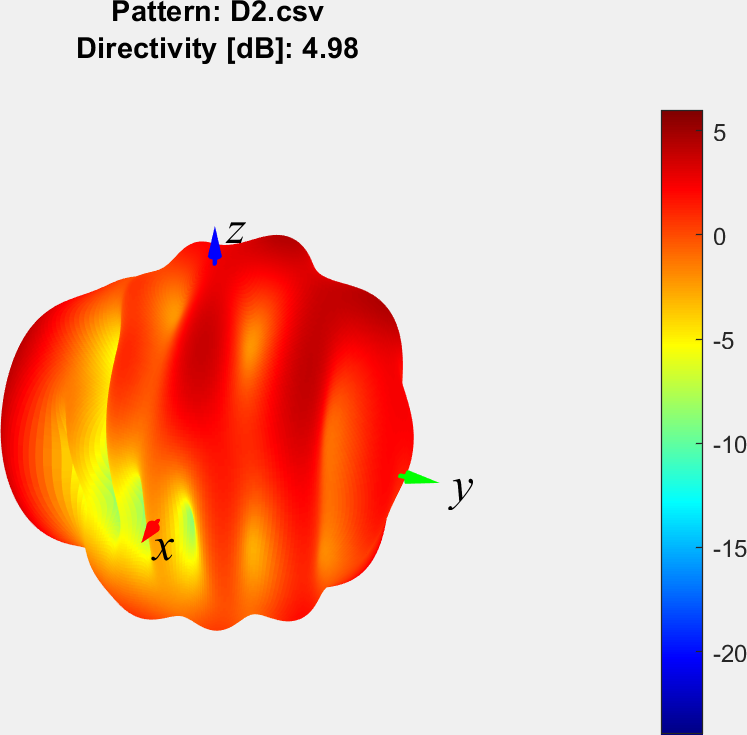 Pattern: D2.csv
Directivity [dB]: 4.98
z
y
x
5
0
-5
-10
-15
-20